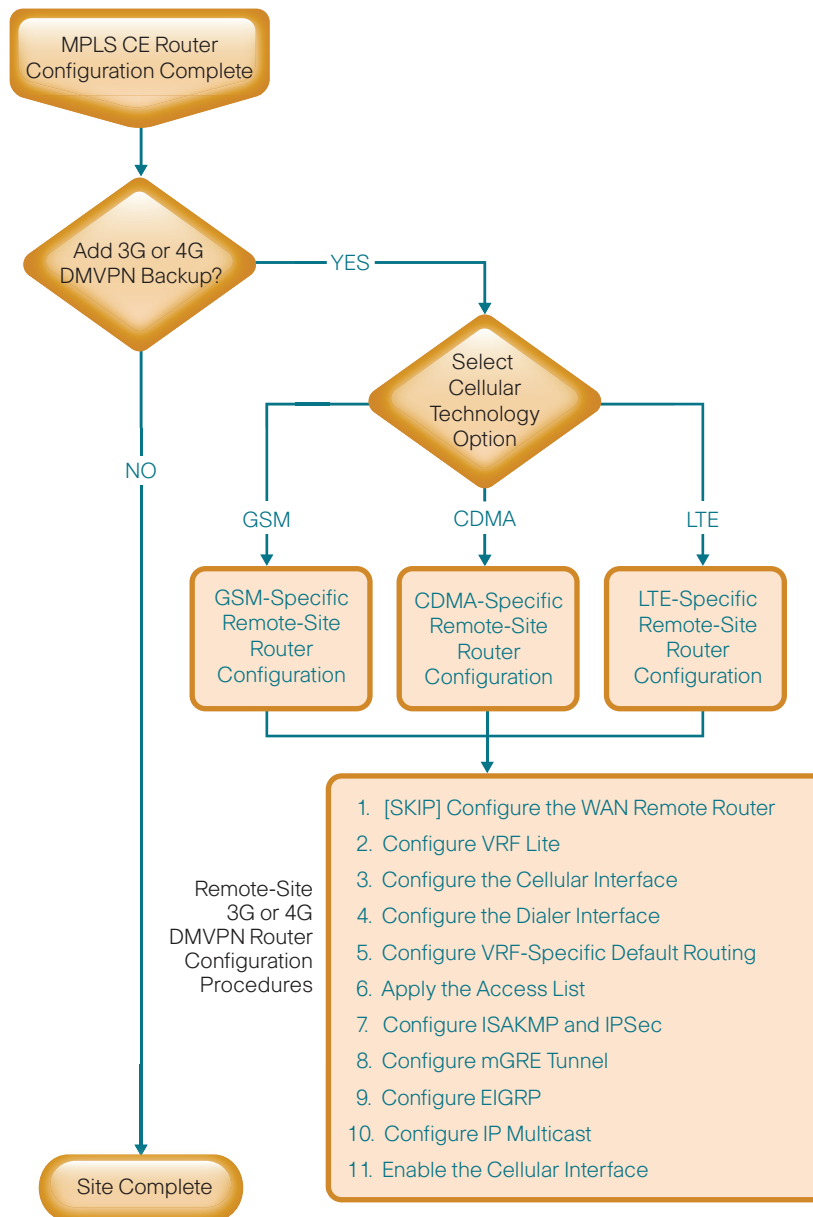 MPLS CE Router
Configuration Complete
Add 3G or 4G
DMVPN Backup?
YES
NO
Select
Cellular
Technology
Option
GSM
CDMA
LTE
GSM-Specific
Remote-Site
Router
Configuration
CDMA-Specific
Remote-Site
Router
Configuration
LTE-Specific
Remote-Site
Router
Configuration
Remote-Site
3G or 4G
DMVPN Router
Configuration
Procedures
1. [SKIP] Configure the WAN Remote Router
2. Configure VRF Lite
3. Configure the Cellular Interface
4. Configure the Dialer Interface
5. Configure VRF-Specific Default Routing
6. Apply the Access List
7. Configure ISAKMP and IPSec
8. Configure mGRE Tunnel
9. Configure EIGRP
10. Configure IP Multicast
11. Enable the Cellular Interface
Site Complete